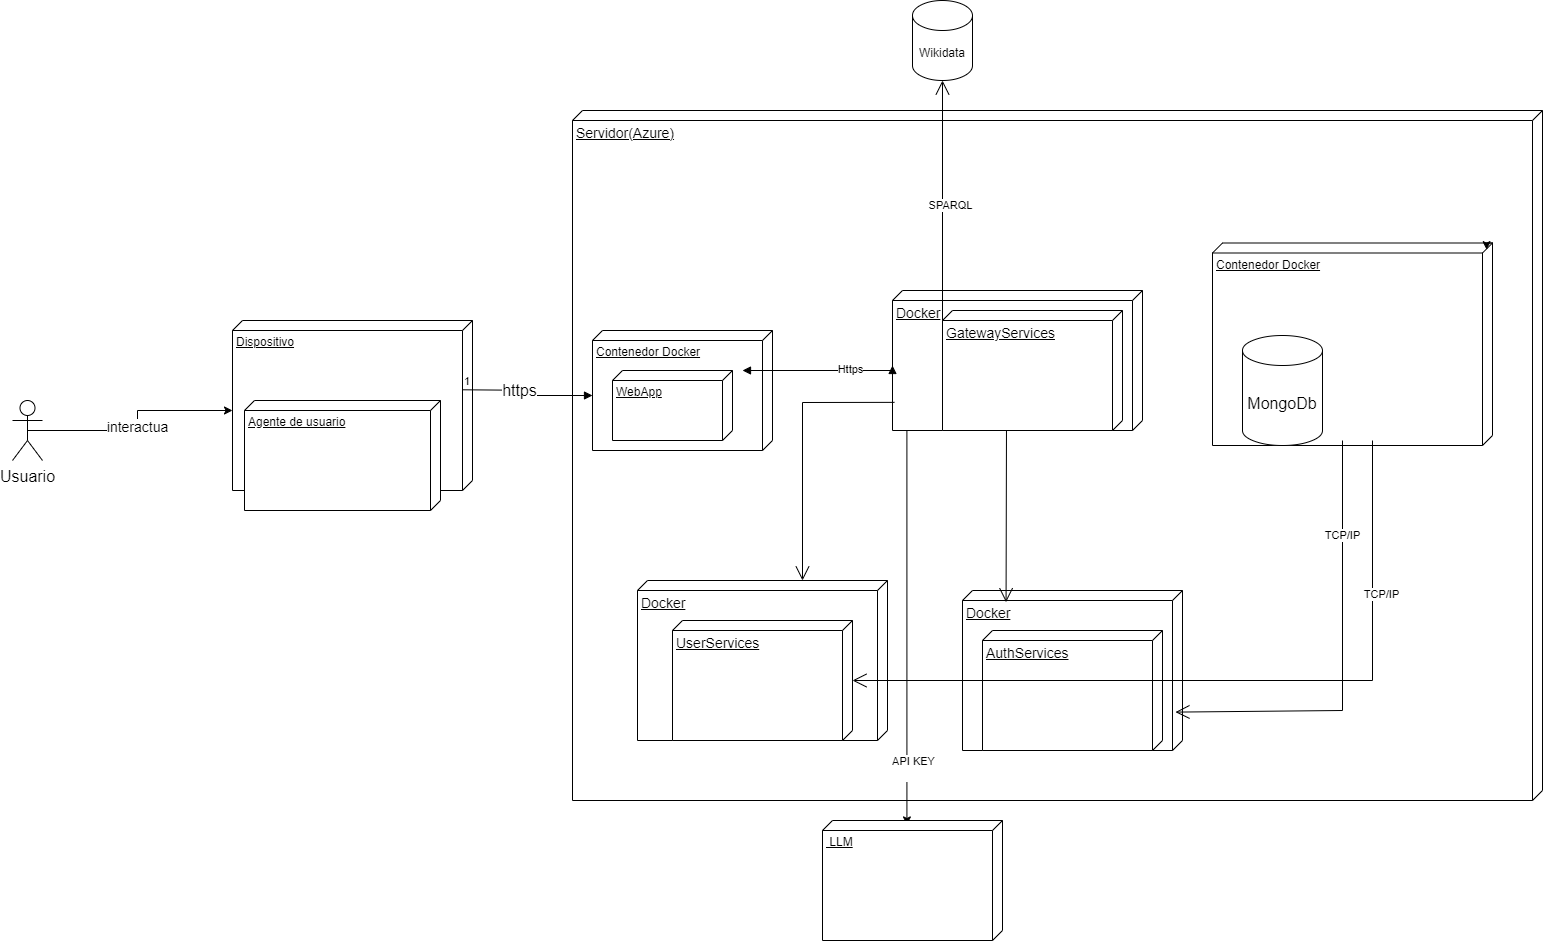 Wikidata
Servidor(Azure)
SPARQL
Contenedor Docker
MongoDb
Docker
GatewayServices
Dispositivo
Agente de usuario
1
https
Contenedor Docker
WebApp
Https
interactua
Usuario
TCP/IP
TCP/IP
Docker
UserServices
Docker
AuthServices
API KEY
LLM